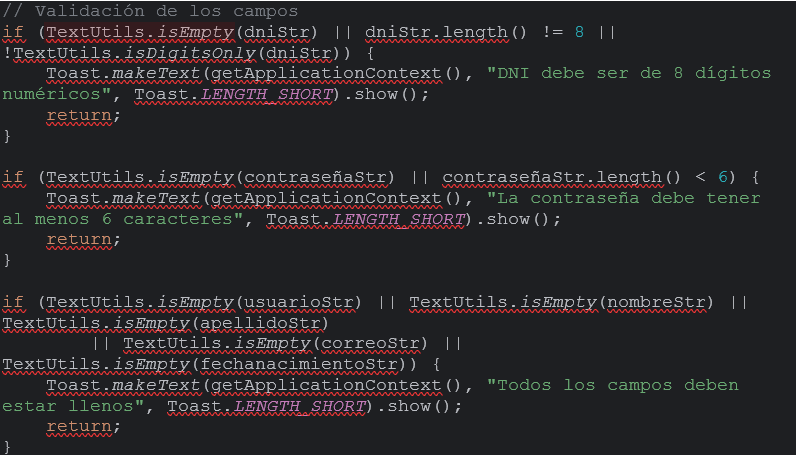 // Validación de los campos
if (TextUtils.isEmpty(dniStr) || dniStr.length() != 8 ||
!TextUtils.isDigitsOnly(dniStr)) {
    Toast.makeText(getApplicationContext(), "DNI debe ser de 8 dígitos
numéricos", Toast.LENGTH_SHORT).show();
    return;
}

if (TextUtils.isEmpty(contraseñaStr) || contraseñaStr.length() < 6) {
    Toast.makeText(getApplicationContext(), "La contraseña debe tener
al menos 6 caracteres", Toast.LENGTH_SHORT).show();
    return;
}

if (TextUtils.isEmpty(usuarioStr) || TextUtils.isEmpty(nombreStr) ||
TextUtils.isEmpty(apellidoStr)
        || TextUtils.isEmpty(correoStr) ||
TextUtils.isEmpty(fechanacimientoStr)) {
    Toast.makeText(getApplicationContext(), "Todos los campos deben
estar llenos", Toast.LENGTH_SHORT).show();
    return;
}